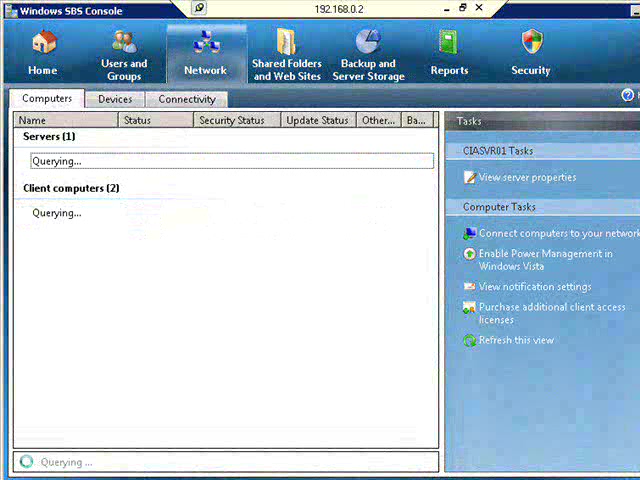 Windows SBS Console
192.168.0.2
Home
Users and
Groups
Network
Shared Folders
and Web Sites
Backup and
Server Storage
Reports
Security
Computers
Devices
Connectivity
Name
Status
Security Status
Update Status
Other...
Ba...
Servers (1)
Querying...
Client computers (2)
Querying...
Querying ...
Tasks
CIASVR01 Tasks
View server properties
Computer Tasks
Connect computers to your network
Enable Power Management in
Windows Vista
View notification settings
Purchase additional client access
licenses
Refresh this view